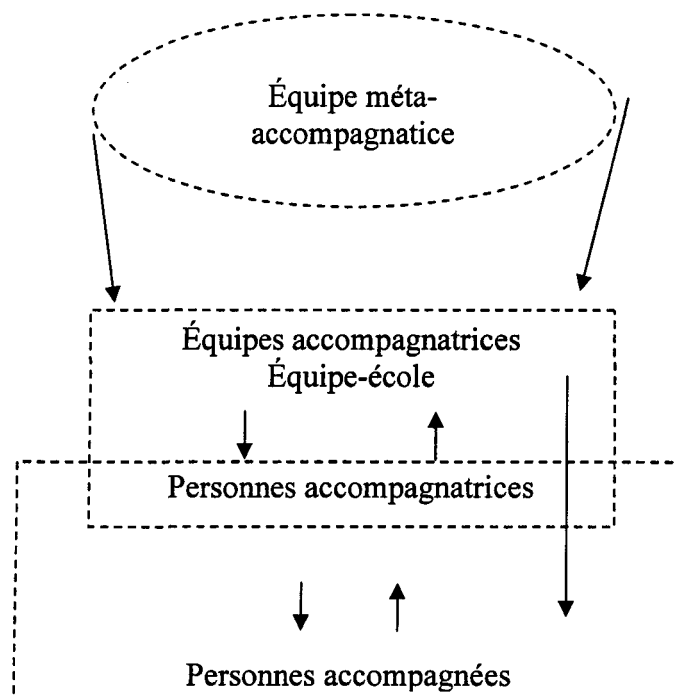 Équipe méta-
accompagnatice
Équipes accompagnatrices
Équipe-école
Personnes accompagnatrices
Personnes accompagnées